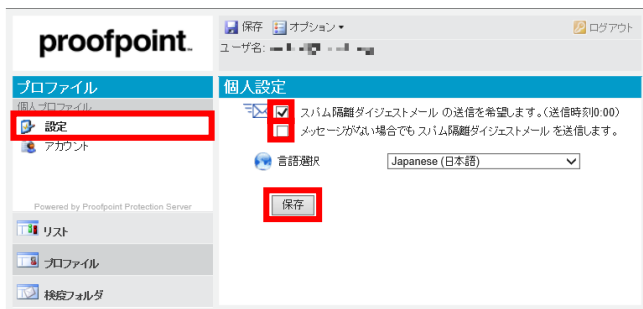 proofpoint
保存 オプション ログアウト
ユーザ名:
プロファイル
個人プロファイル
設定
アカウント
Powered by Proofpoint Protection Server
リスト
プロファイル
検疫フォルダ
個人設定
スパム隔離ダイジェストメール の送信を希望します。(送信時刻0:00)
メッセージがない場合でも スパム隔離ダイジェストメール を送信します。
言語選択 Japanese (日本語)
保存